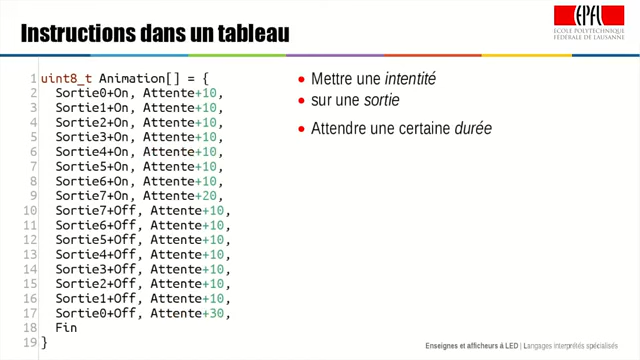 Instructions dans un tableau
EPFL
ÉCOLE POLYTECHNIQUE
FÉDÉRALE DE LAUSANNE
1 uint8_t Animation[] = {
2 Sortie0+On, Attente+10,
3 Sortie1+On, Attente+10,
4 Sortie2+On, Attente+10,
5 Sortie3+On, Attente+10,
6 Sortie4+On, Attente+10,
7 Sortie5+On, Attente+10,
8 Sortie6+On, Attente+10,
9 Sortie7+On, Attente+20,
10 Sortie7+Off, Attente+10,
11 Sortie6+Off, Attente+10,
12 Sortie5+Off, Attente+10,
13 Sortie4+Off, Attente+10,
14 Sortie3+Off, Attente+10,
15 Sortie2+Off, Attente+10,
16 Sortie1+Off, Attente+10,
17 Sortie0+Off, Attente+30,
18 Fin
19 }
• Mettre une intentité
• sur une sortie
• Attendre une certaine durée
Enseignes et afficheurs à LED | Langages interprétés spécialisés